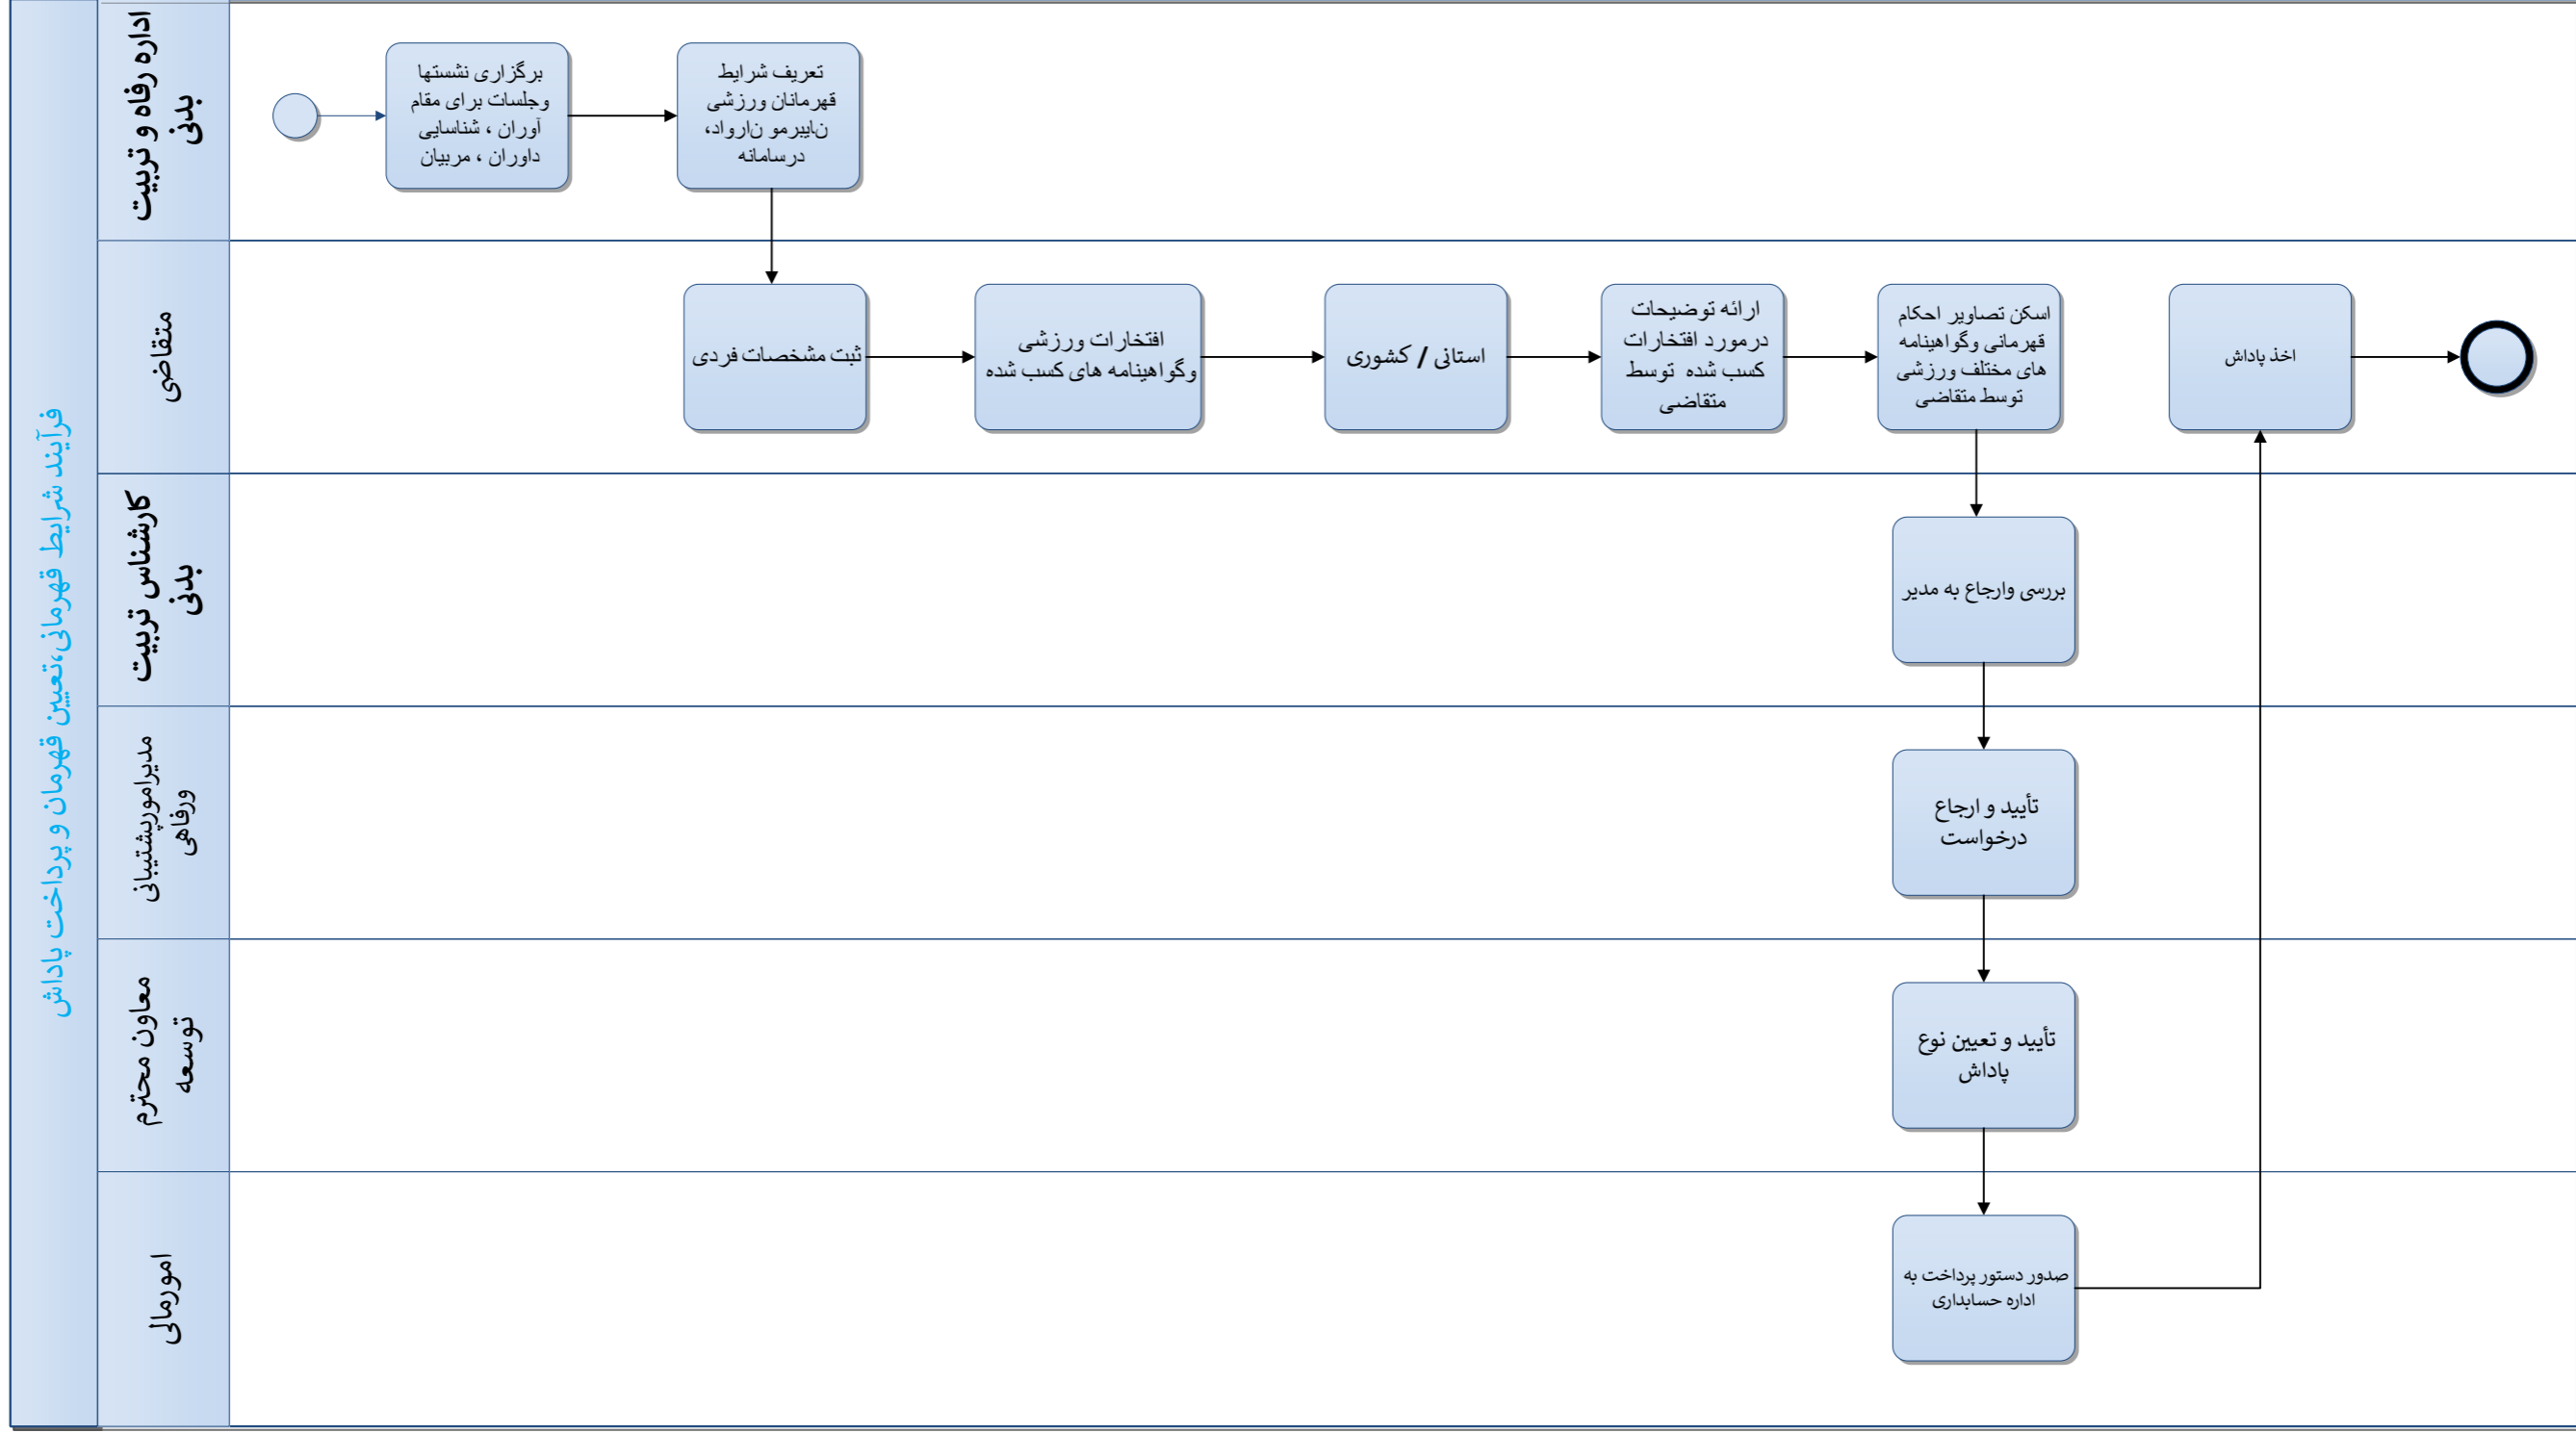 فرآیند شرایط قهرمانی،تعیین قهرمان و پرداخت پاداش
اداره رفاه و تربیت
بدنی
برگزاری نشستها
وجلسات برای مقام
آوران ، شناسایی
داوران ، مربیان
تعریف شرایط
قهرمانان ورزشی
،داوران ومربیان
درسامانه
متقاضی
ثبت مشخصات فردی
افتخارات ورزشی
وگواهینامه های کسب شده
استانی / کشوری
ارائه توضیحات
درمورد افتخارات
کسب شده توسط
متقاضی
اسکن تصاویر احکام
قهرمانی وگواهینامه
های مختلف ورزشی
توسط متقاضی
اخذ پاداش
کارشناس تربیت
بدنی
بررسی وارجاع به مدیر
مدیرامورپشتیبانی
ورفاهی
تأیید و ارجاع
درخواست
معاون محترم
توسعه
تأیید و تعیین نوع
پاداش
امورمالی
صدور دستور پرداخت به
اداره حسابداری